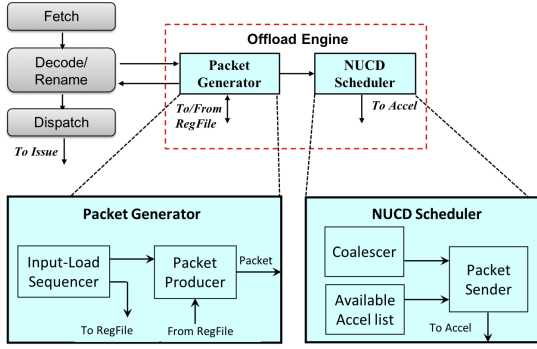 Fetch
Offload Engine
Decode/
Rename
Packet
Generator
NUCD
Scheduler
To/From
RegFile
To Accel
Dispatch
To Issue
Packet Generator
Input-Load
Sequencer
Packet
Producer
Packet
To RegFile
From RegFile
NUCD Scheduler
Coalescer
Available
Accel list
Packet
Sender
To Accel